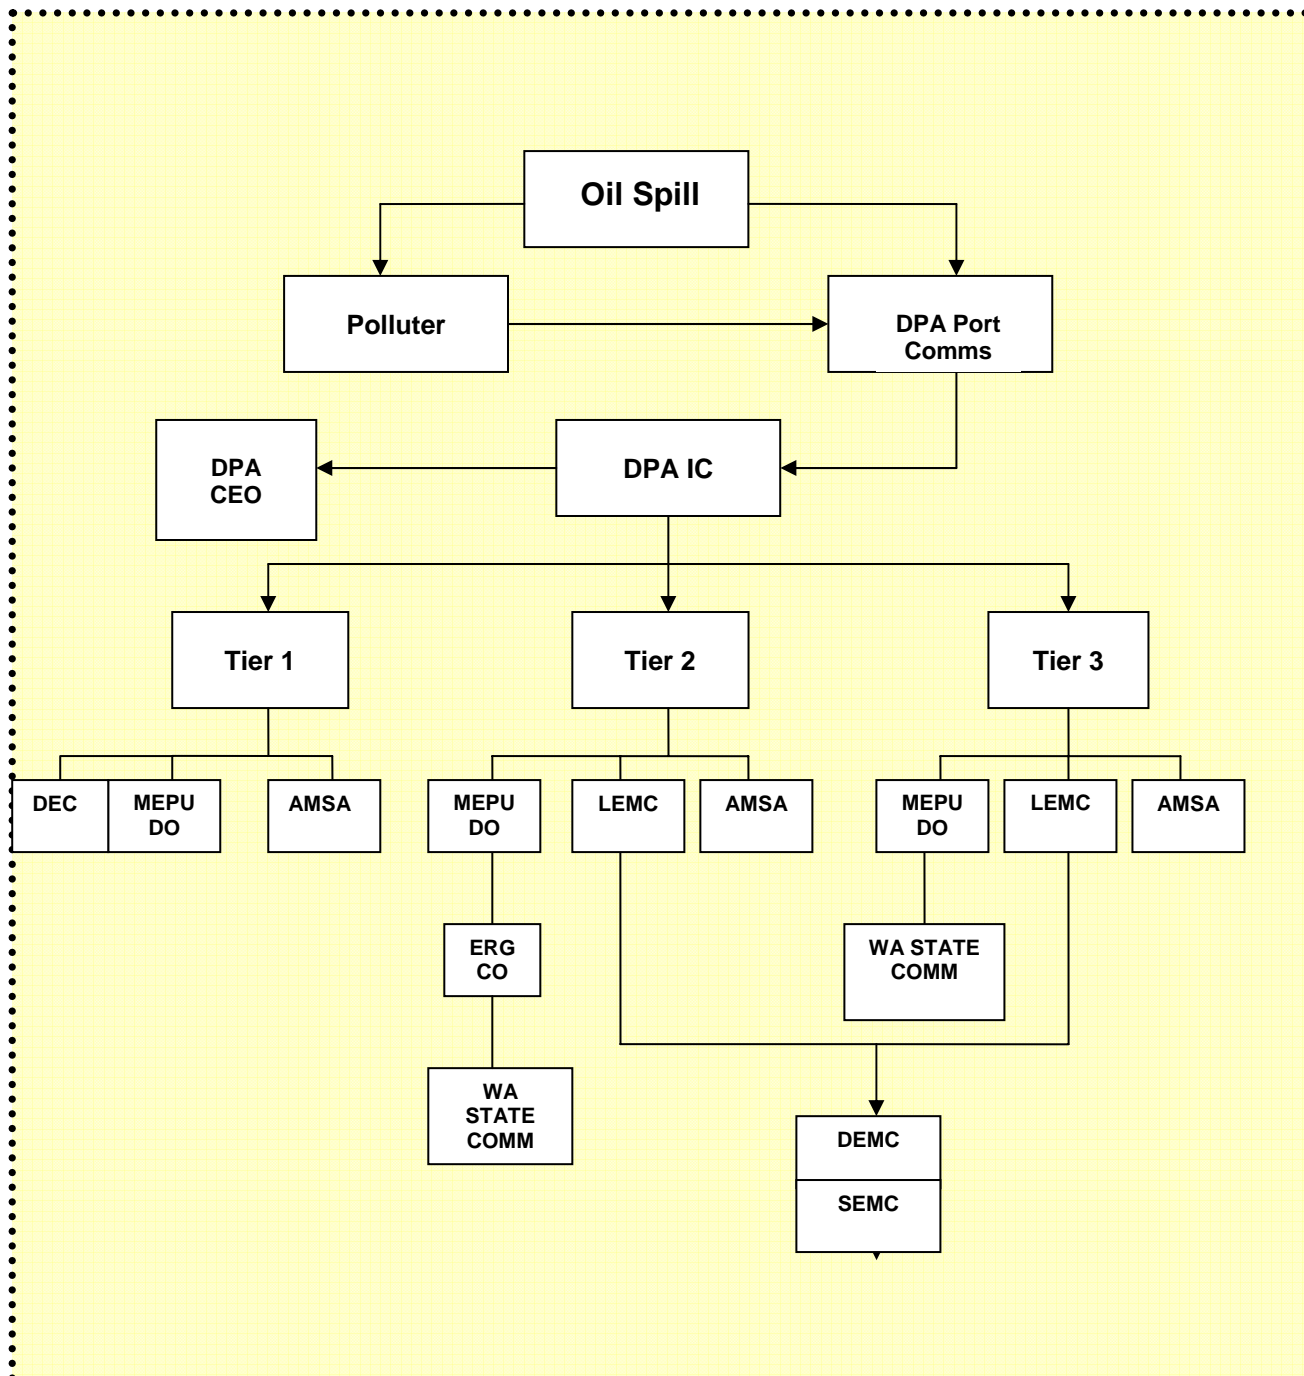 Oil Spill
Polluter
DPA Port
Comms
DPA
CEO
DPA IC
Tier 1
Tier 2
Tier 3
DEC
MEPU
DO
AMSA
MEPU
DO
LEMC
AMSA
MEPU
DO
LEMC
AMSA
ERG
CO
WA STATE
COMM
WA
STATE
COMM
DEMC
SEMC